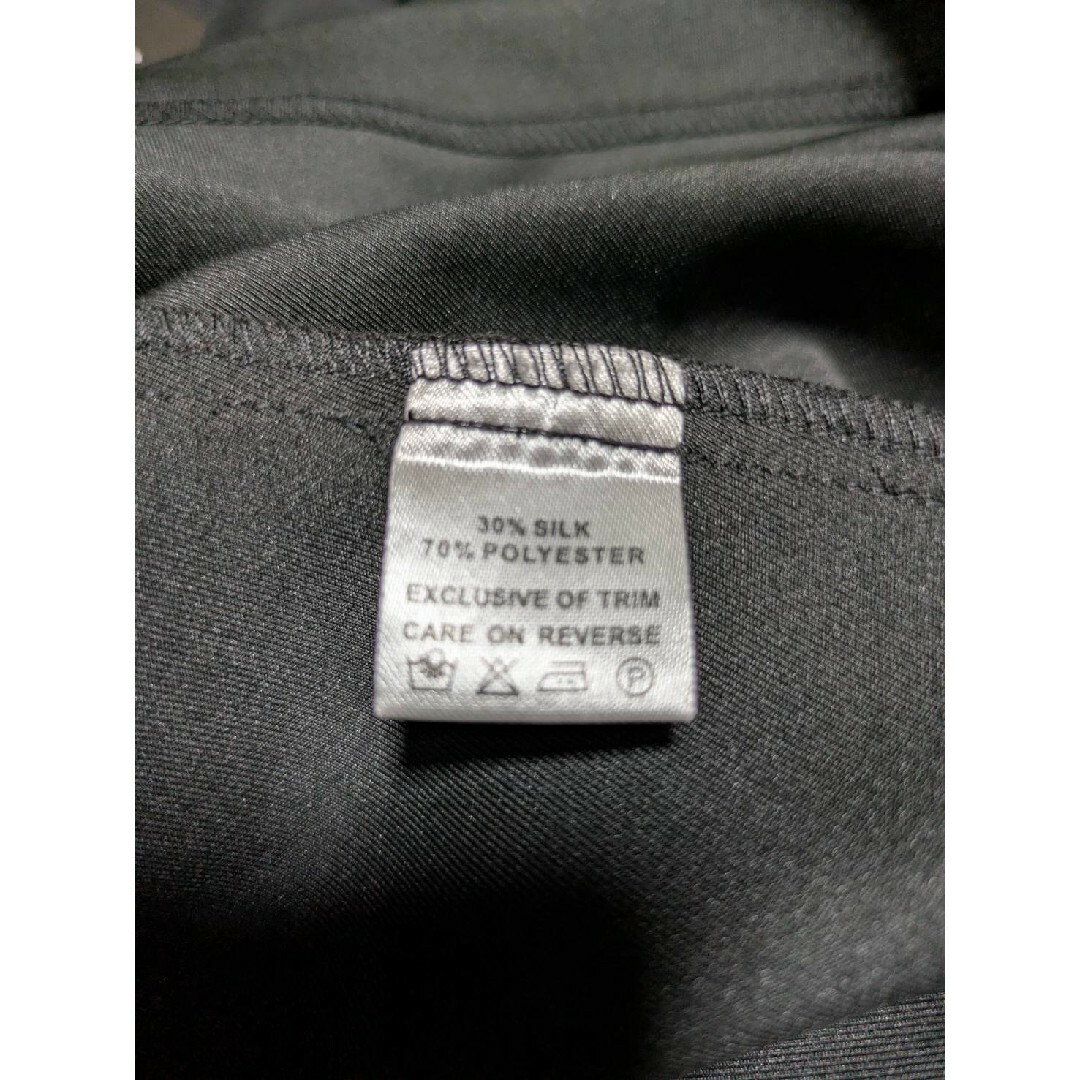 30% SILK
70% POLYESTER
EXCLUSIVE OF TRIM
CARE ON REVERSE
P